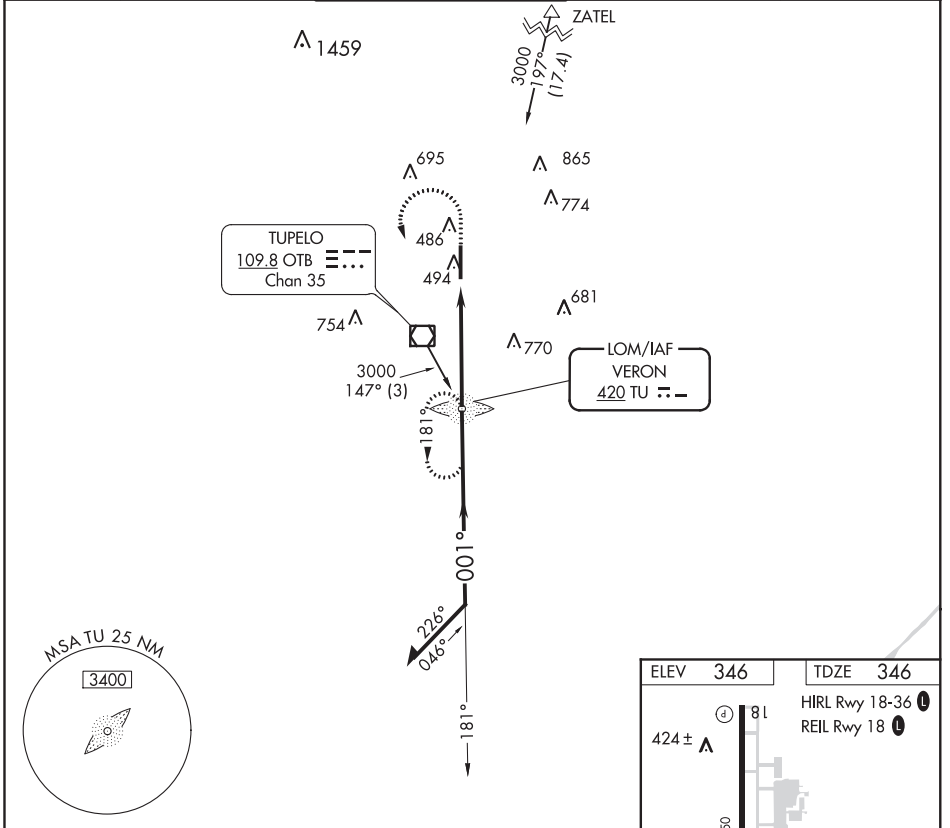 ZATEL
1459
3000
197°
(17.4)
695
865
774
486
TUPELO
109.8 OTB
Chan 35
494
681
754
770
LOM/IAF
VERON
420 TU
3000
147° (3)
181°
001°
226°
046°
181°
MSA TU 25 NM
3400
ELEV 346
TDZE 346
HIRL Rwy 18-36 L
REIL Rwy 18 L
P
18
424 ±